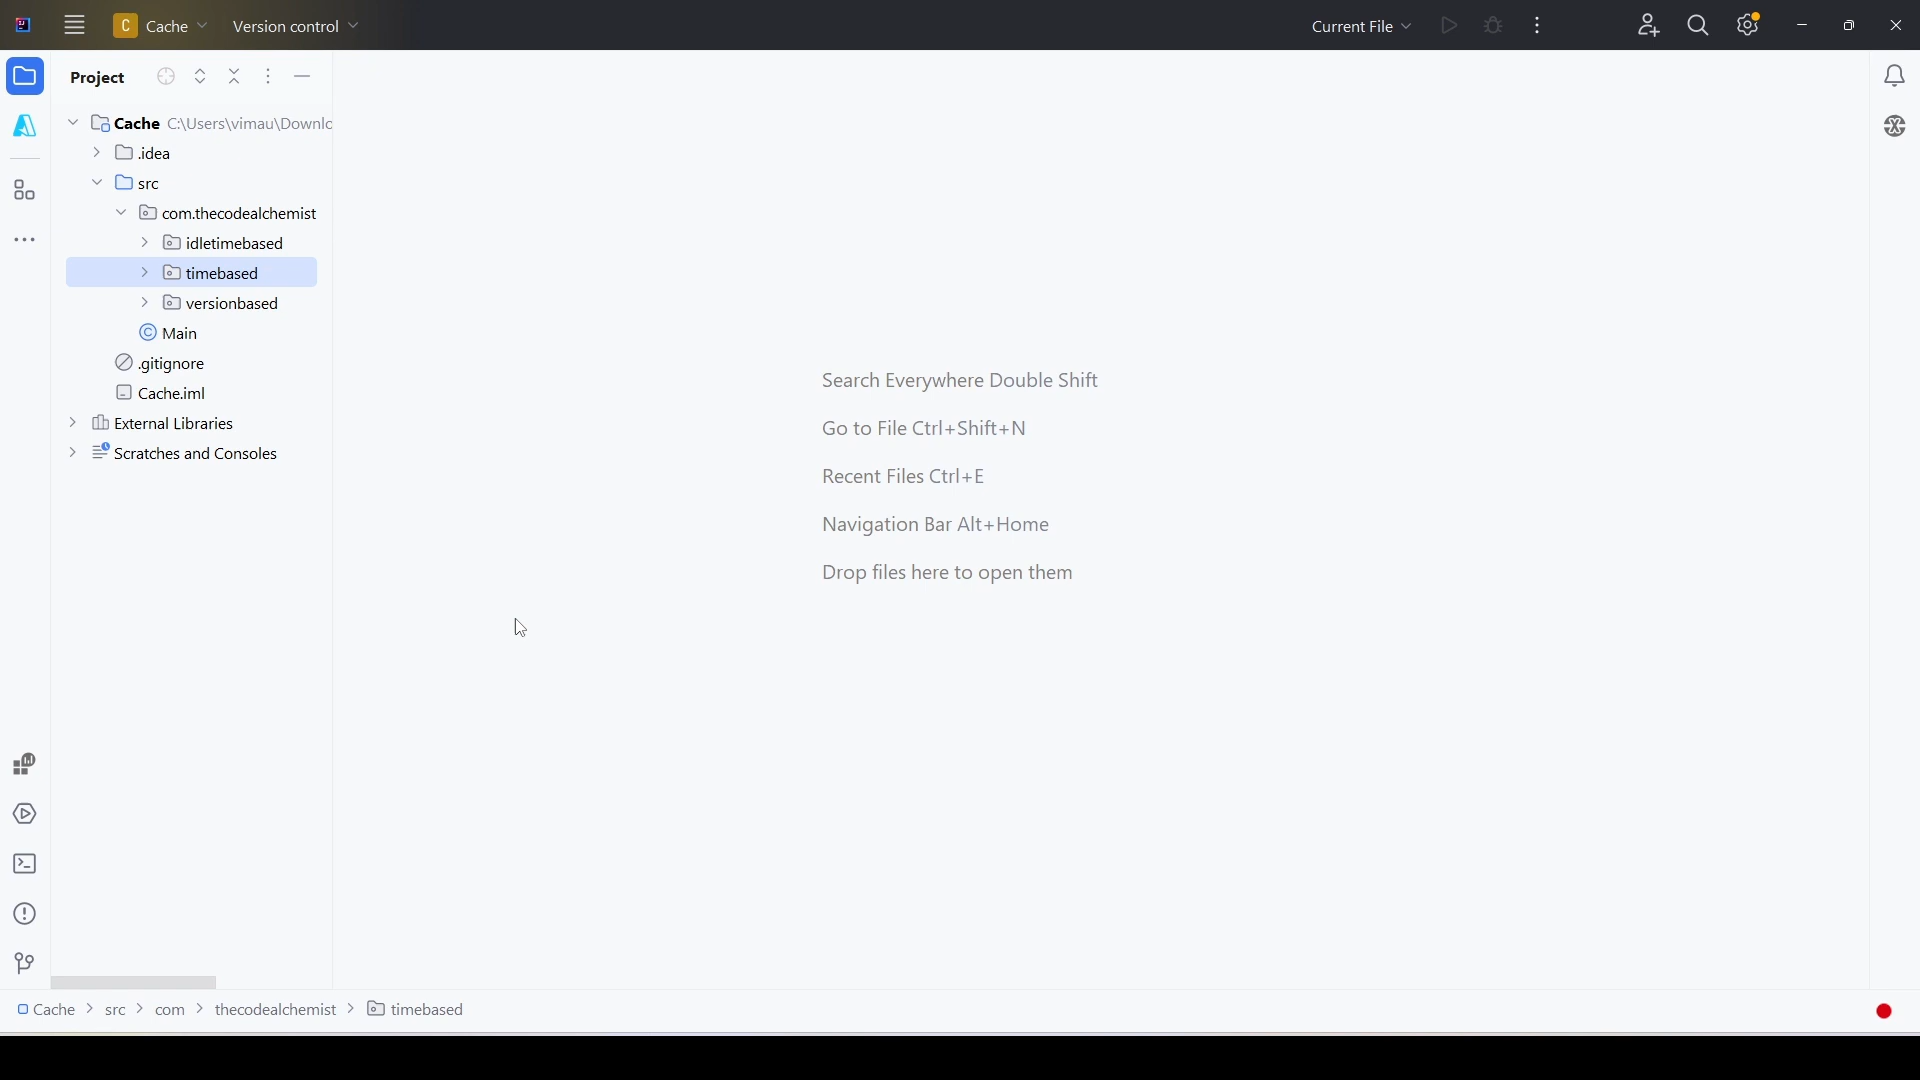 C Cache Version control Current File
Project
Cache C:\Users\vimau\Downlo
.idea
src
com.thecodealchemist
idletimebased
timebased
versionbased
Main
.gitignore
Cache.iml
External Libraries
Scratches and Consoles
Search Everywhere Double Shift
Go to File Ctrl+Shift+N
Recent Files Ctrl+E
Navigation Bar Alt+Home
Drop files here to open them
Cache > src > com > thecodealchemist > timebased